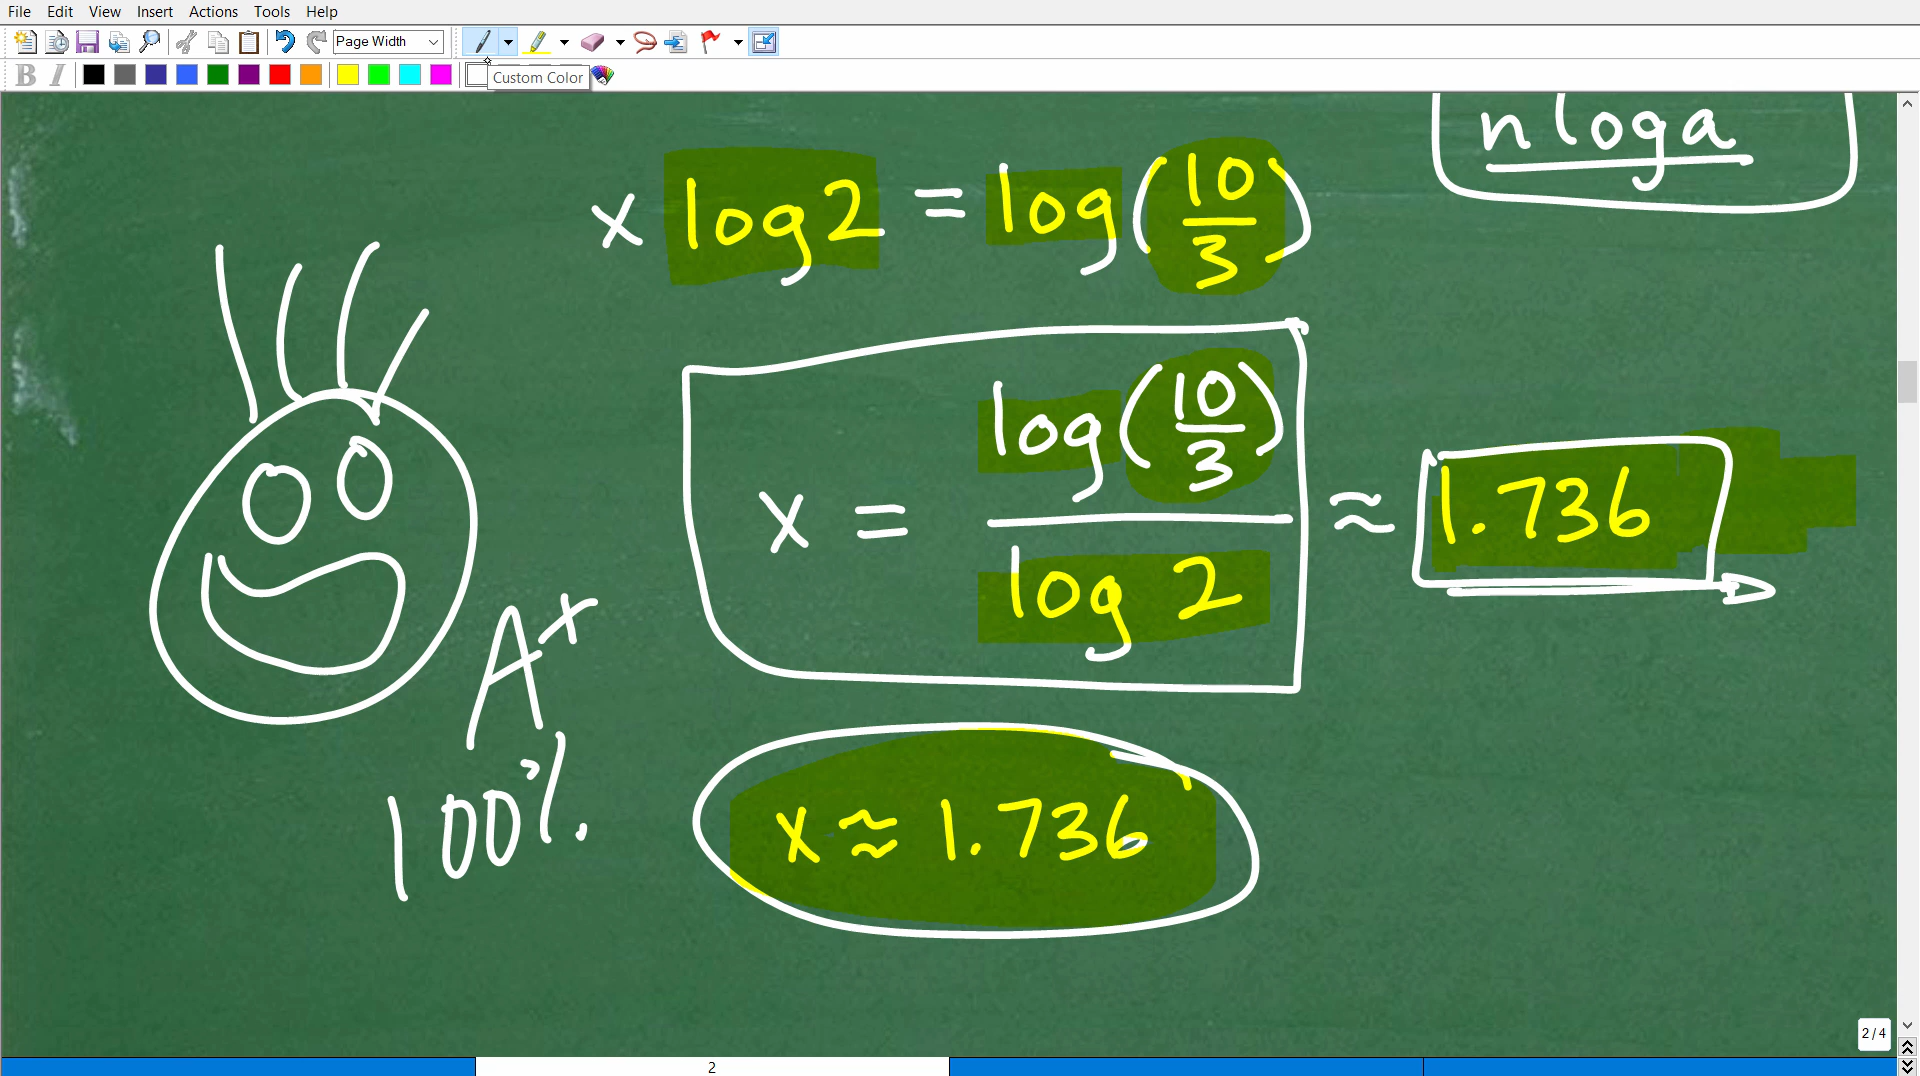 File Edit View Insert Actions Tools Help
Page Width
B I
Custom Color
n log a
x log 2 = log(10/3)
x = log(10/3) / log 2 ≈ 1.736
A+
100%
x ≈ 1.736
2 / 4
2